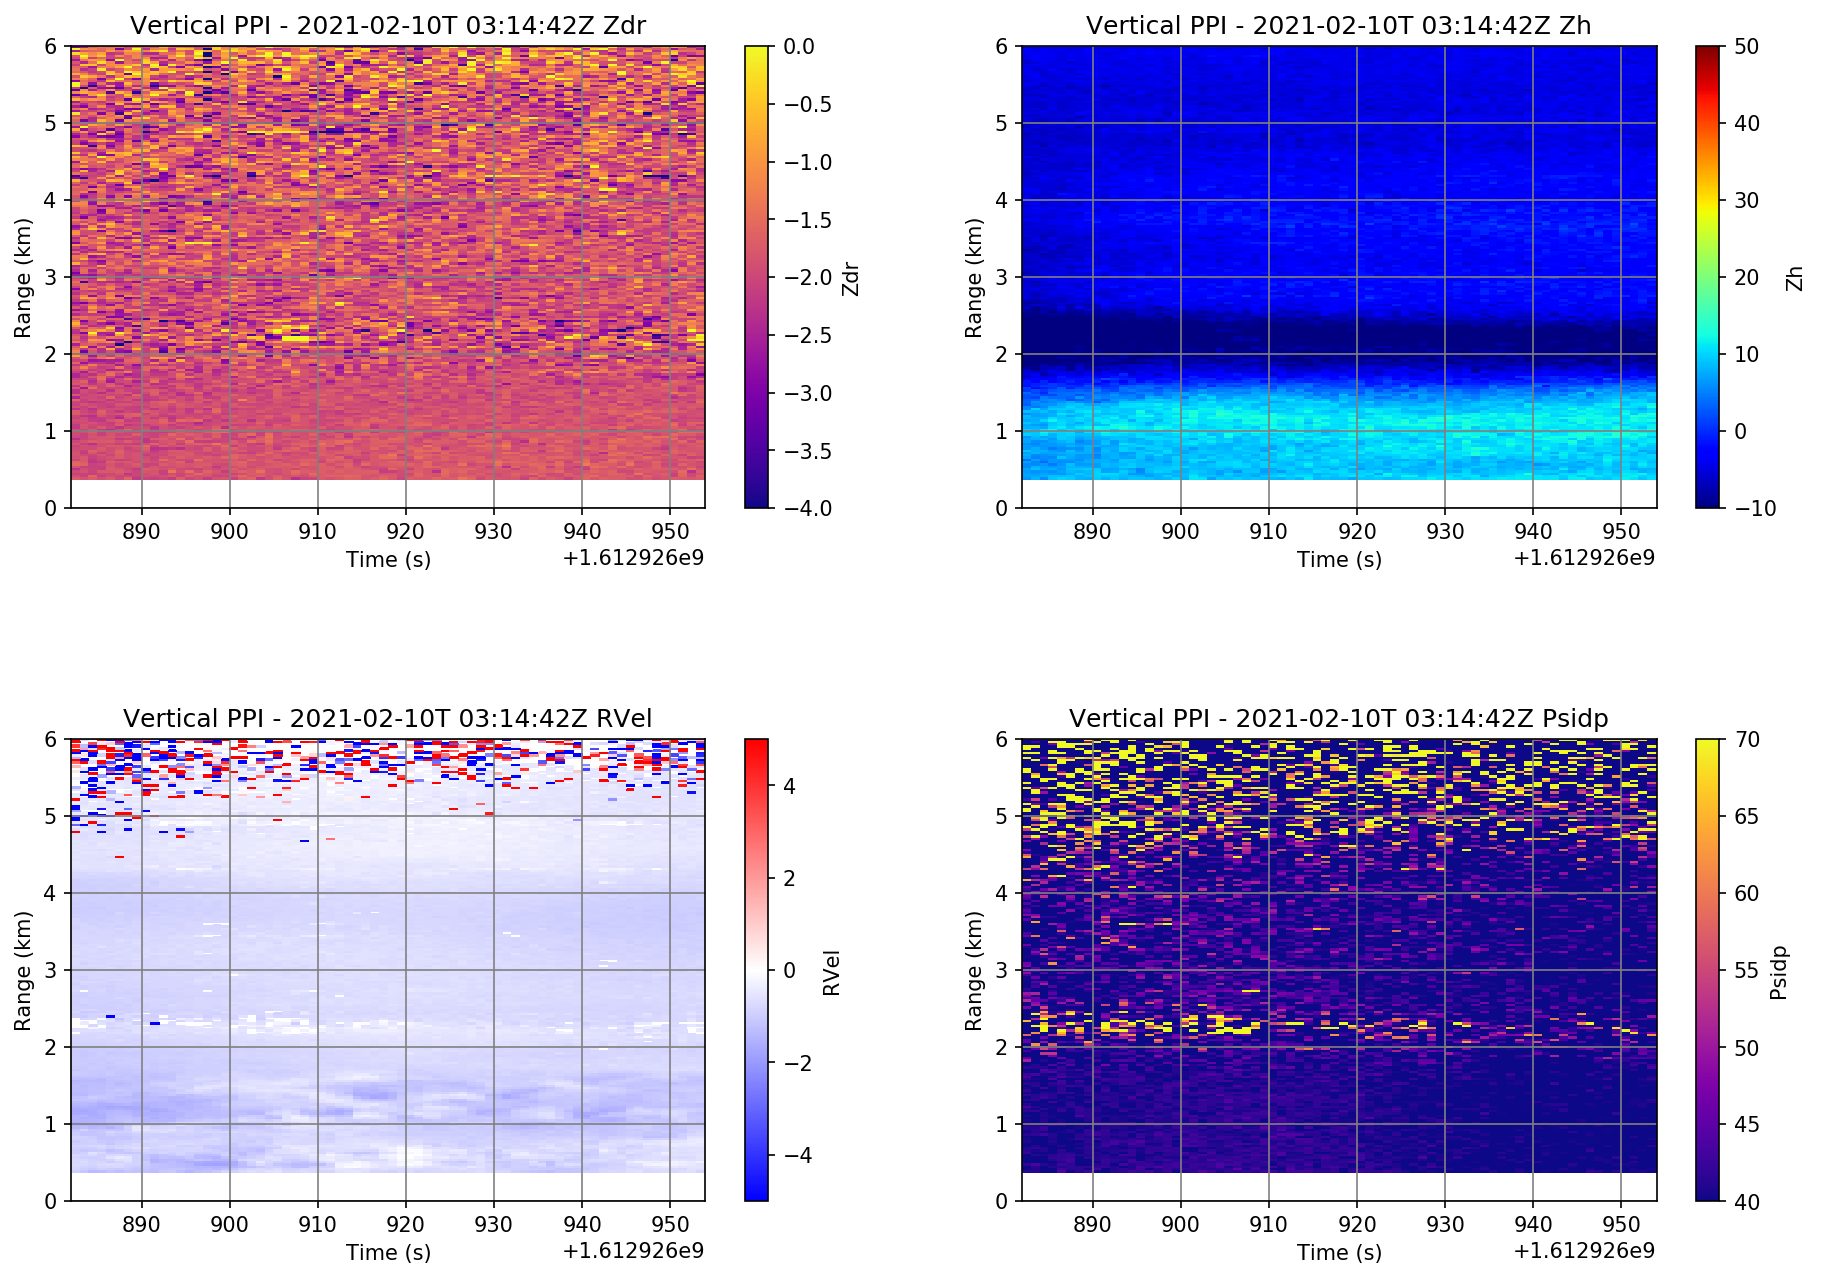 Vertical PPI - 2021-02-10T 03:14:42Z Zdr
6
5
4
3
2
1
0
Range (km)
890 900 910 920 930 940 950
Time (s)
+1.612926e9
0.0
−0.5
−1.0
−1.5
−2.0
−2.5
−3.0
−3.5
−4.0
Zdr
Vertical PPI - 2021-02-10T 03:14:42Z Zh
6
5
4
3
2
1
0
Range (km)
890 900 910 920 930 940 950
Time (s)
+1.612926e9
50
40
30
20
10
0
−10
Zh
Vertical PPI - 2021-02-10T 03:14:42Z RVel
6
5
4
3
2
1
0
Range (km)
890 900 910 920 930 940 950
Time (s)
+1.612926e9
4
2
0
−2
−4
RVel
Vertical PPI - 2021-02-10T 03:14:42Z Psidp
6
5
4
3
2
1
0
Range (km)
890 900 910 920 930 940 950
Time (s)
+1.612926e9
70
65
60
55
50
45
40
Psidp